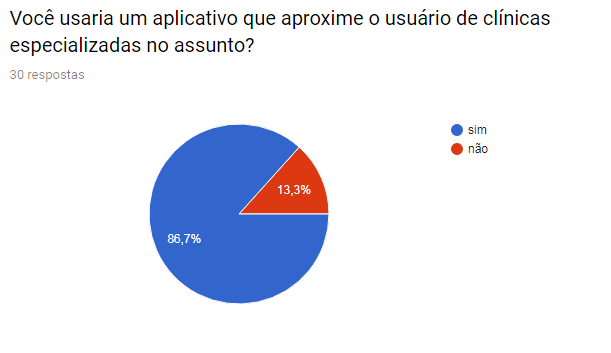 Você usaria um aplicativo que aproxime o usuário de clínicas
especializadas no assunto?
30 respostas
sim
não
13,3%
86,7%